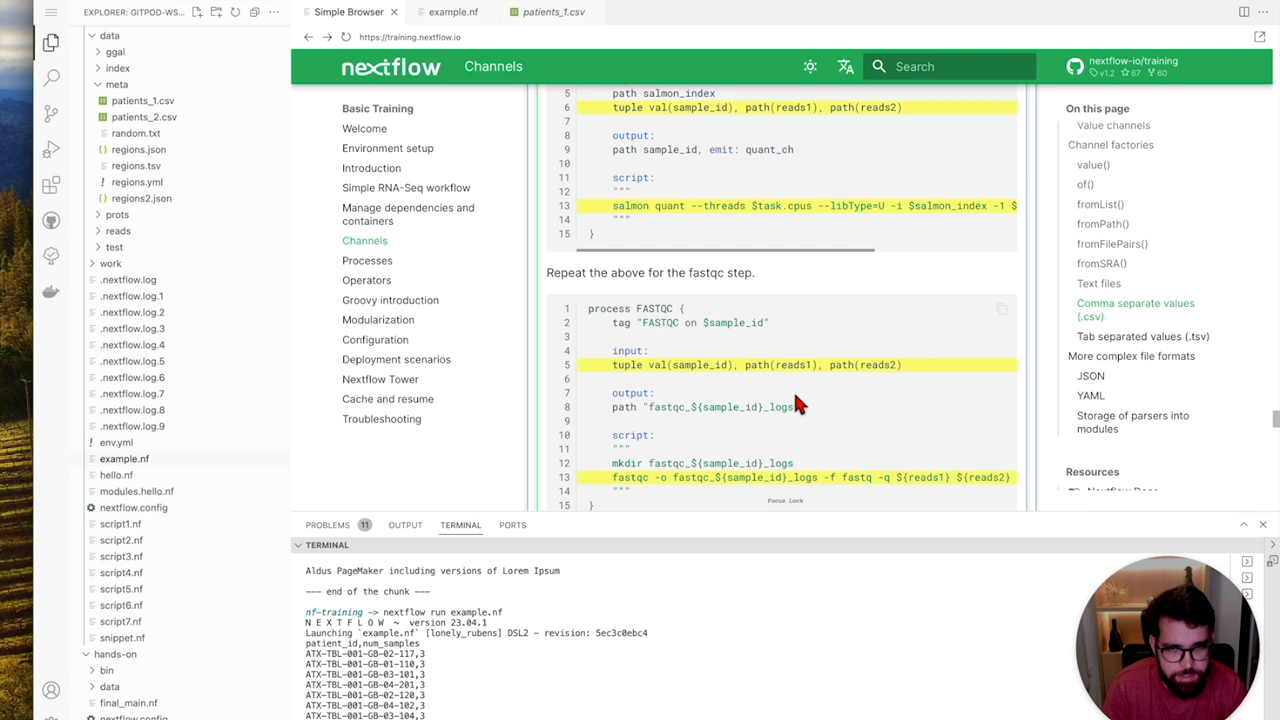 EXPLORER: GITPOD-WS...
data
ggal
index
meta
patients_1.csv
patients_2.csv
random.txt
regions.json
regions.tsv
regions.yml
regions2.json
prots
reads
test
work
.nextflow.log
.nextflow.log.1
.nextflow.log.2
.nextflow.log.3
.nextflow.log.4
.nextflow.log.5
.nextflow.log.6
.nextflow.log.7
.nextflow.log.8
.nextflow.log.9
env.yml
example.nf
hello.nf
modules.hello.nf
nextflow.config
script1.nf
script2.nf
script3.nf
script4.nf
script5.nf
script6.nf
script7.nf
snippet.nf
hands-on
bin
data
final_main.nf
nextflow.config
Simple Browser
example.nf
patients_1.csv
https://training.nextflow.io
nextflow
Channels
Search
nextflow-io/training
v1.2 67 60
Basic Training
Welcome
Environment setup
Introduction
Simple RNA-Seq workflow
Manage dependencies and
containers
Channels
Processes
Operators
Groovy introduction
Modularization
Configuration
Deployment scenarios
Nextflow Tower
Cache and resume
Troubleshooting
5 path salmon_index
6 tuple val(sample_id), path(reads1), path(reads2)
7
8 output:
9 path sample_id, emit: quant_ch
10
11 script:
12 """
13 salmon quant --threads $task.cpus --libType=U -i $salmon_index -1 $
14 """
15 }
Repeat the above for the fastqc step.
1 process FASTQC {
2 tag "FASTQC on $sample_id"
3
4 input:
5 tuple val(sample_id), path(reads1), path(reads2)
6
7 output:
8 path "fastqc_${sample_id}_logs
9
10 script:
11 """
12 mkdir fastqc_${sample_id}_logs
13 fastqc -o fastqc_${sample_id}_logs -f fastq -q ${reads1} ${reads2}
14 """
15 }
Focus Lock
On this page
Value channels
Channel factories
value()
of()
fromList()
fromPath()
fromFilePairs()
fromSRA()
Text files
Comma separate values
(.csv)
Tab separated values (.tsv)
More complex file formats
JSON
YAML
Storage of parsers into
modules
Resources
PROBLEMS 11 OUTPUT TERMINAL PORTS
TERMINAL
Aldus PageMaker including versions of Lorem Ipsum
--- end of the chunk ---
nf-training -> nextflow run example.nf
N E X T F L O W ~ version 23.04.1
Launching `example.nf` [lonely_rubens] DSL2 - revision: 5ec3c0ebc4
patient_id,num_samples
ATX-TBL-001-GB-02-117,3
ATX-TBL-001-GB-01-110,3
ATX-TBL-001-GB-03-101,3
ATX-TBL-001-GB-04-201,3
ATX-TBL-001-GB-02-120,3
ATX-TBL-001-GB-04-102,3
ATX-TBL-001-GB-03-104,3